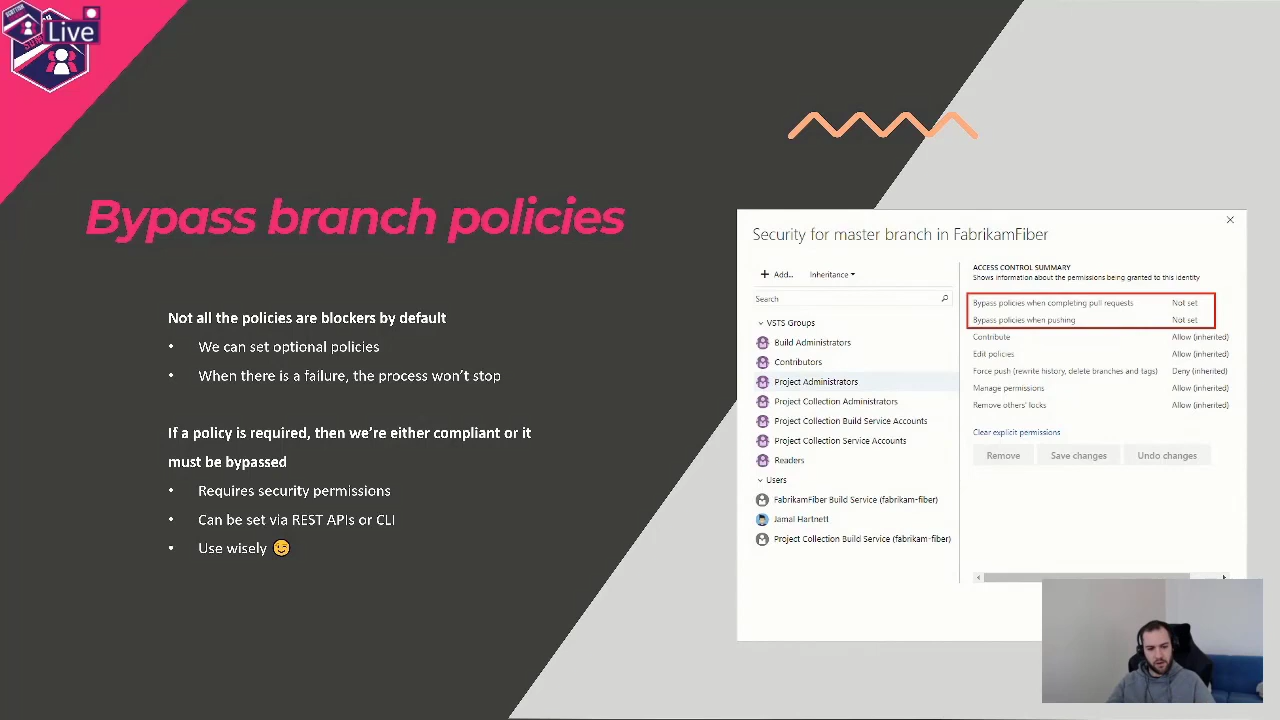 Live
Bypass branch policies
Not all the policies are blockers by default
• We can set optional policies
• When there is a failure, the process won't stop
If a policy is required, then we're either compliant or it
must be bypassed
• Requires security permissions
• Can be set via REST APIs or CLI
• Use wisely 😉
Security for master branch in FabrikamFiber
+ Add... Inheritance
Search
VSTS Groups
Build Administrators
Contributors
Project Administrators
Project Collection Administrators
Project Collection Build Service Accounts
Project Collection Service Accounts
Readers
Users
FabrikamFiber Build Service (fabrikam-fiber)
Jamal Hartnett
Project Collection Build Service (fabrikam-fiber)
ACCESS CONTROL SUMMARY
Shows information about the permissions being granted to this identity
Bypass policies when completing pull requests Not set
Bypass policies when pushing Not set
Contribute Allow (inherited)
Edit policies Allow (inherited)
Force push (rewrite history, delete branches and tags) Deny (inherited)
Manage permissions Allow (inherited)
Remove others' locks Allow (inherited)
Clear explicit permissions
Remove Save changes Undo changes